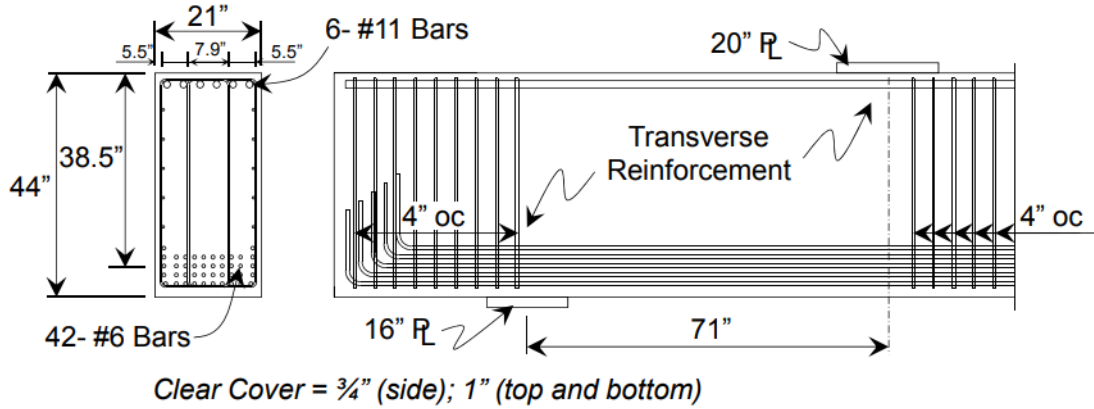 21”
6- #11 Bars
5.5” 7.9” 5.5”
20” PL
38.5”
44”
Transverse
Reinforcement
4” oc
4” oc
42- #6 Bars
16” PL
71”
Clear Cover = ¾” (side); 1” (top and bottom)